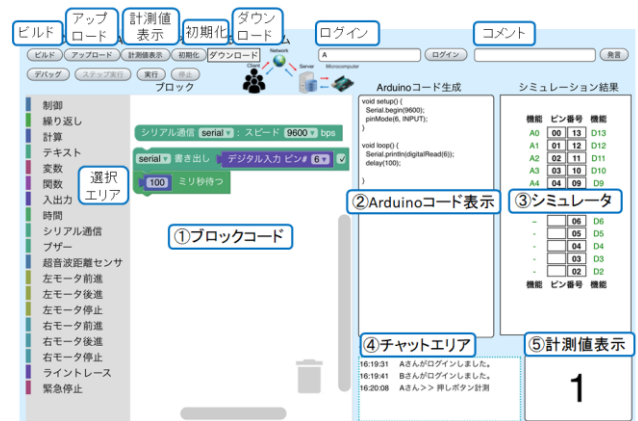 ビルド
アップ
ロード
計測値
表示
初期化
ダウン
ロード
ログイン
コメント
ビルド アップロード 計測値表示 初期化 ダウンロード
Network
A
ログイン
発言
デバッグ ステップ実行 実行 停止
Client
Server
Microcomputer
ブロック
Arduinoコード生成
シミュレーション結果
制御
繰り返し
計算
テキスト
変数
関数
入出力
時間
シリアル通信
ブザー
超音波距離センサ
左モータ前進
左モータ後進
左モータ停止
右モータ前進
右モータ後進
右モータ停止
ライントレース
緊急停止
選択
エリア
シリアル通信 serial : スピード 9600 bps
serial 書き出し デジタル入力 ピン# 6
100 ミリ秒待つ
①ブロックコード
void setup() {
Serial.begin(9600);
pinMode(6, INPUT);
}
void loop() {
Serial.println(digitalRead(6));
delay(100);
}
②Arduinoコード表示
機能 ピン番号 機能
A0 00 13 D13
A1 01 12 D12
A2 02 11 D11
A3 03 10 D10
A4 04 09 D9
③シミュレータ
- 06 D6
- 05 D5
- 04 D4
- 03 D3
- 02 D2
機能 ピン番号 機能
④チャットエリア
16:19:31 Aさんがログインしました。
16:19:41 Bさんがログインしました。
16:20:08 Aさん>> 押しボタン計測
⑤計測値表示
1